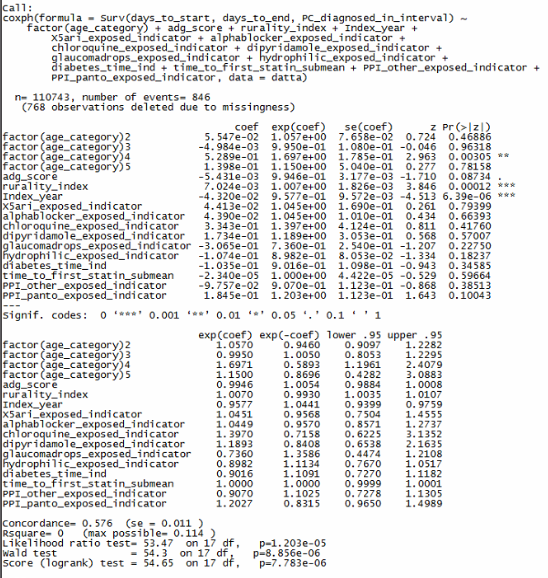 Call:
coxph(formula = Surv(days_to_start, days_to_end, PC_diagnosed_in_interval) ~
factor(age_category) + adg_score + rurality_index + Index_year +
X5ari_exposed_indicator + alphablocker_exposed_indicator +
chloroquine_exposed_indicator + dipyridamole_exposed_indicator +
glaucomadrops_exposed_indicator + hydrophilic_exposed_indicator +
diabetes_time_ind + time_to_first_statin_submean + PPI_other_exposed_indicator +
PPI_panto_exposed_indicator, data = datta)
n= 110743, number of events= 846
(768 observations deleted due to missingness)
coef exp(coef) se(coef) z Pr(>|z|)
factor(age_category)2 5.547e-02 1.057e+00 7.658e-02 0.724 0.46886
factor(age_category)3 -4.984e-03 9.950e-01 1.080e-01 -0.046 0.96318
factor(age_category)4 5.289e-01 1.697e+00 1.785e-01 2.963 0.00305 **
factor(age_category)5 1.398e-01 1.150e+00 5.040e-01 0.277 0.78158
adg_score -5.431e-03 9.946e-01 3.177e-03 -1.710 0.08734 .
rurality_index 7.024e-03 1.007e+00 1.826e-03 3.846 0.00012 ***
Index_year -4.320e-02 9.577e-01 9.572e-03 -4.513 6.39e-06 ***
X5ari_exposed_indicator 4.413e-02 1.045e+00 1.690e-01 0.261 0.79399
alphablocker_exposed_indicator 4.390e-02 1.045e+00 1.010e-01 0.434 0.66393
chloroquine_exposed_indicator 3.343e-01 1.397e+00 4.124e-01 0.811 0.41760
dipyridamole_exposed_indicator 1.734e-01 1.189e+00 3.053e-01 0.568 0.57007
glaucomadrops_exposed_indicator -3.065e-01 7.360e-01 2.540e-01 -1.207 0.22750
hydrophilic_exposed_indicator -1.074e-01 8.982e-01 8.053e-02 -1.334 0.18237
diabetes_time_ind -1.035e-01 9.016e-01 1.098e-01 -0.943 0.34585
time_to_first_statin_submean -2.340e-05 1.000e+00 4.422e-05 -0.529 0.59664
PPI_other_exposed_indicator -9.757e-02 9.070e-01 1.123e-01 -0.868 0.38513
PPI_panto_exposed_indicator 1.845e-01 1.203e+00 1.123e-01 1.643 0.10043
---
Signif. codes: 0 ‘***’ 0.001 ‘**’ 0.01 ‘*’ 0.05 ‘.’ 0.1 ‘ ’ 1
exp(coef) exp(-coef) lower .95 upper .95
factor(age_category)2 1.0570 0.9460 0.9097 1.2282
factor(age_category)3 0.9950 1.0050 0.8053 1.2295
factor(age_category)4 1.6971 0.5893 1.1961 2.4079
factor(age_category)5 1.1500 0.8696 0.4282 3.0883
adg_score 0.9946 1.0054 0.9884 1.0008
rurality_index 1.0070 0.9930 1.0035 1.0107
Index_year 0.9577 1.0441 0.9399 0.9759
X5ari_exposed_indicator 1.0451 0.9568 0.7504 1.4555
alphablocker_exposed_indicator 1.0449 0.9570 0.8571 1.2737
chloroquine_exposed_indicator 1.3970 0.7158 0.6225 3.1352
dipyridamole_exposed_indicator 1.1893 0.8408 0.6538 2.1635
glaucomadrops_exposed_indicator 0.7360 1.3586 0.4474 1.2108
hydrophilic_exposed_indicator 0.8982 1.1134 0.7670 1.0517
diabetes_time_ind 0.9016 1.1091 0.7270 1.1182
time_to_first_statin_submean 1.0000 1.0000 0.9999 1.0001
PPI_other_exposed_indicator 0.9070 1.1025 0.7278 1.1305
PPI_panto_exposed_indicator 1.2027 0.8315 0.9650 1.4989
Concordance= 0.576 (se = 0.011 )
Rsquare= 0 (max possible= 0.114 )
Likelihood ratio test= 53.47 on 17 df, p=1.203e-05
Wald test = 54.3 on 17 df, p=8.856e-06
Score (logrank) test = 54.65 on 17 df, p=7.783e-06